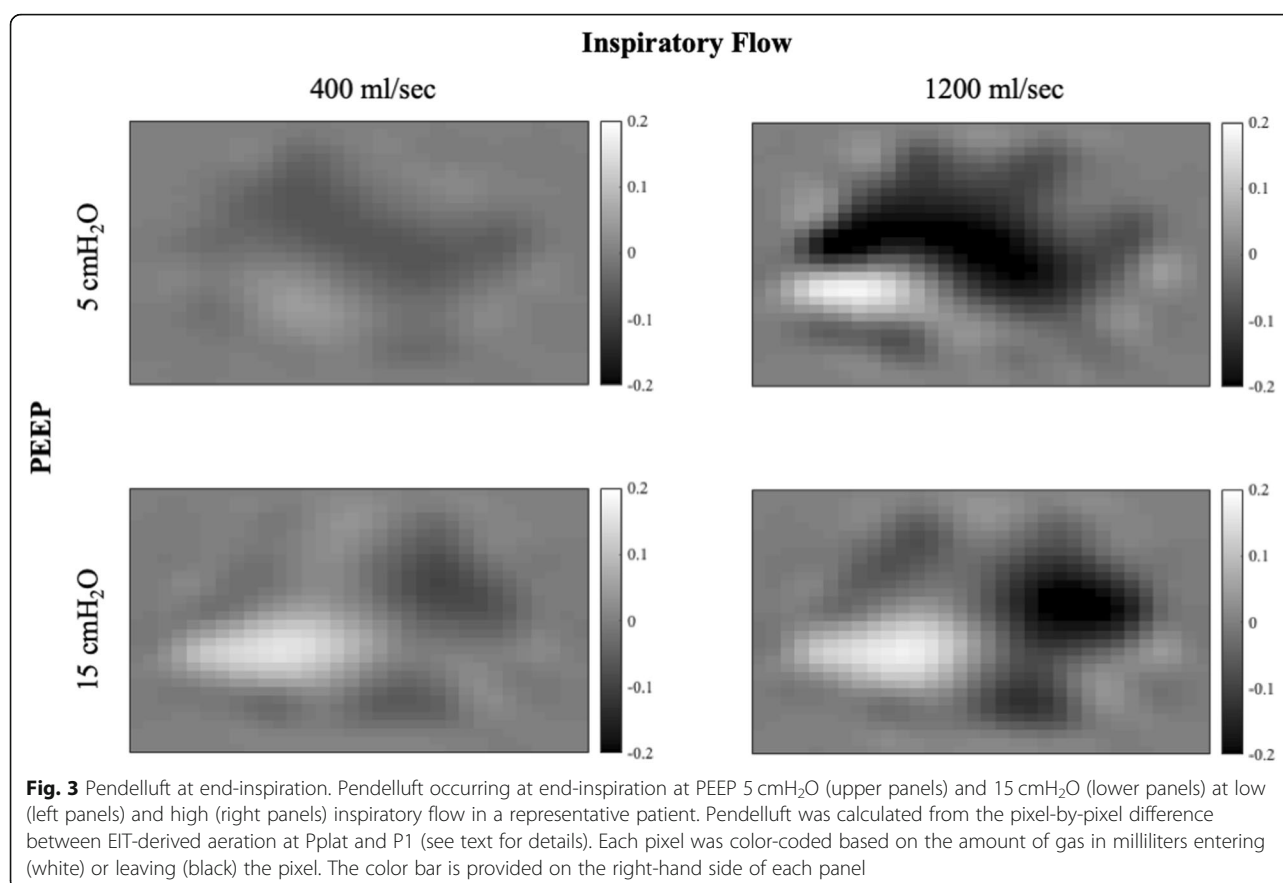 Inspiratory Flow
400 ml/sec
1200 ml/sec
PEEP
5 cmH₂O
0.2
0.1
0
-0.1
-0.2
0.2
0.1
0
-0.1
-0.2
15 cmH₂O
0.2
0.1
0
-0.1
-0.2
0.2
0.1
0
-0.1
-0.2
Fig. 3 Pendelluft at end-inspiration. Pendelluft occurring at end-inspiration at PEEP 5 cmH₂O (upper panels) and 15 cmH₂O (lower panels) at low
(left panels) and high (right panels) inspiratory flow in a representative patient. Pendelluft was calculated from the pixel-by-pixel difference
between EIT-derived aeration at Pplat and P1 (see text for details). Each pixel was color-coded based on the amount of gas in milliliters entering
(white) or leaving (black) the pixel. The color bar is provided on the right-hand side of each panel